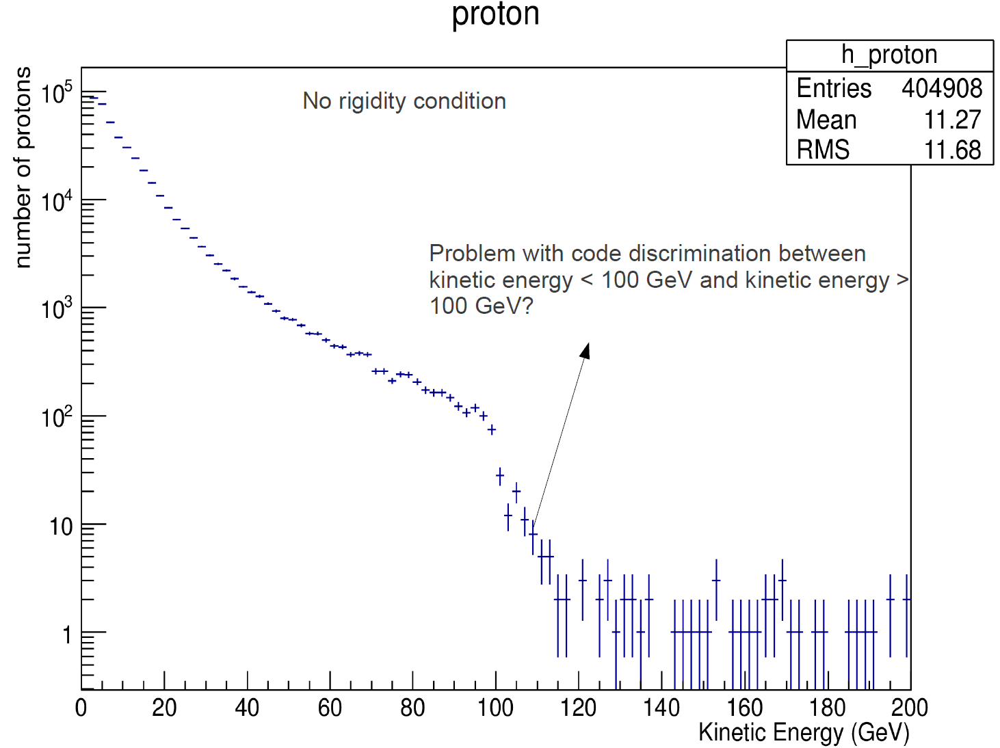 proton
h_proton
Entries 404908
Mean 11.27
RMS 11.68
number of protons
10^5
10^4
10^3
10^2
10
1
No rigidity condition
Problem with code discrimination between
kinetic energy < 100 GeV and kinetic energy >
100 GeV?
0 20 40 60 80 100 120 140 160 180 200
Kinetic Energy (GeV)